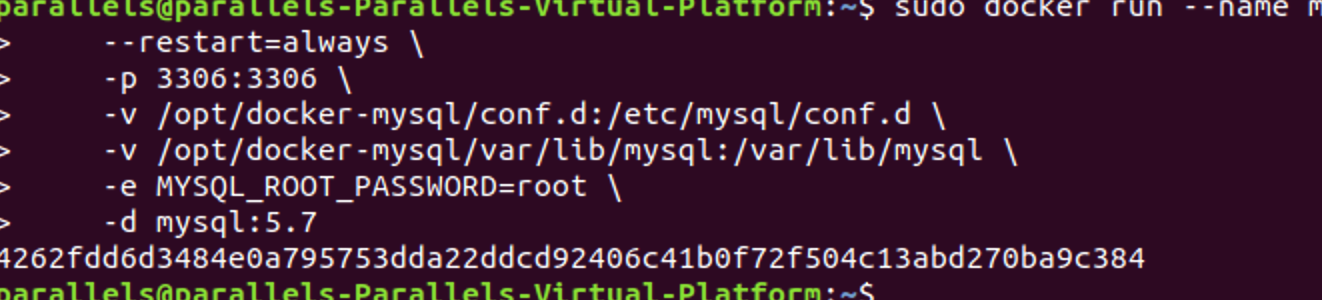 parallels@parallels-Parallels-Virtual-Platform:~$ sudo docker run --name
>     --restart=always \
>     -p 3306:3306 \
>     -v /opt/docker-mysql/conf.d:/etc/mysql/conf.d \
>     -v /opt/docker-mysql/var/lib/mysql:/var/lib/mysql \
>     -e MYSQL_ROOT_PASSWORD=root \
>     -d mysql:5.7
4262fdd6d3484e0a795753dda22ddcd92406c41b0f72f504c13abd270ba9c384
parallels@parallels-Parallels-Virtual-Platform:~$